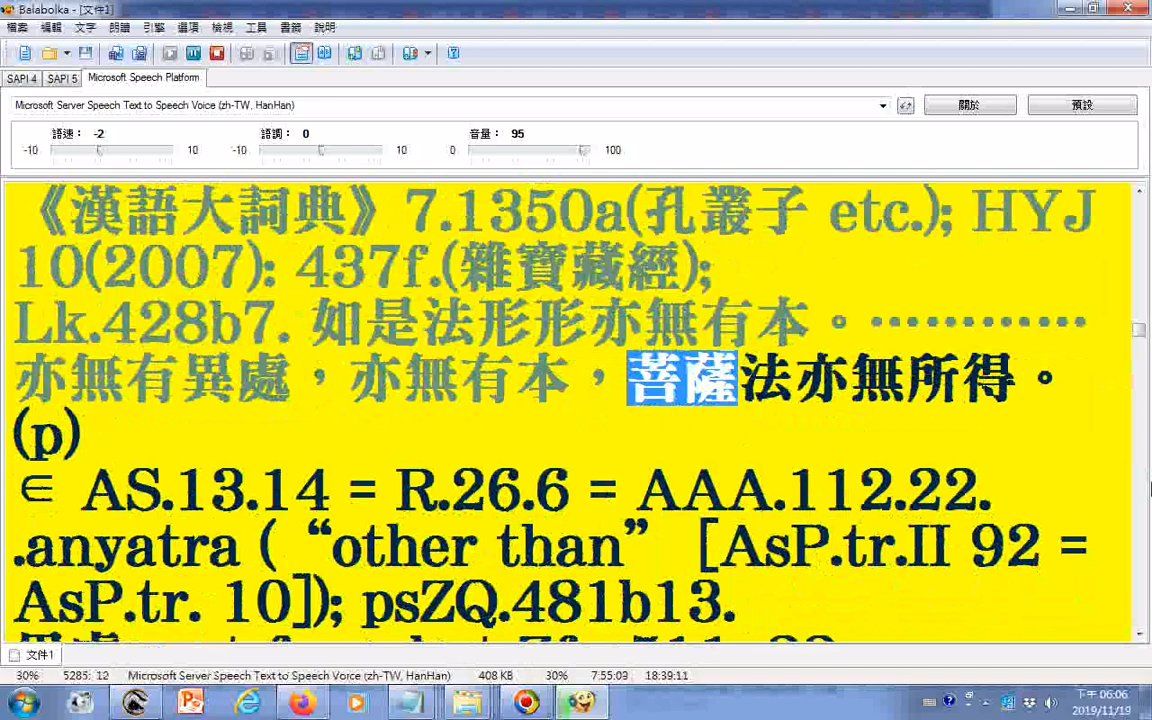 Balabolka - [文件1]
檔案 編輯 文字 朗讀 引擎 選項 檢視 工具 書籤 說明
SAPI 4 SAPI 5 Microsoft Speech Platform
Microsoft Server Speech Text to Speech Voice (zh-TW, HanHan) 關於 預設
語速： -2 語調： 0 音量： 95
-10 10 -10 10 0 100
《漢語大詞典》 7.1350a(孔叢子 etc.); HYJ
10(2007): 437f.(雜寶藏經);
Lk.428b7. 如是法形形亦無有本。…………
亦無有異處，亦無有本，菩薩法亦無所得。
(p)
∈ AS.13.14 = R.26.6 = AAA.112.22.
.anyatra (“other than” [AsP.tr.II 92 =
AsP.tr. 10]); psZQ.481b13.
文件1
30% 5285: 12 Microsoft Server Speech Text to Speech Voice (zh-TW, HanHan) 408 KB 30% 7:55:03 18:39:11
下午 06:06
2019/11/19